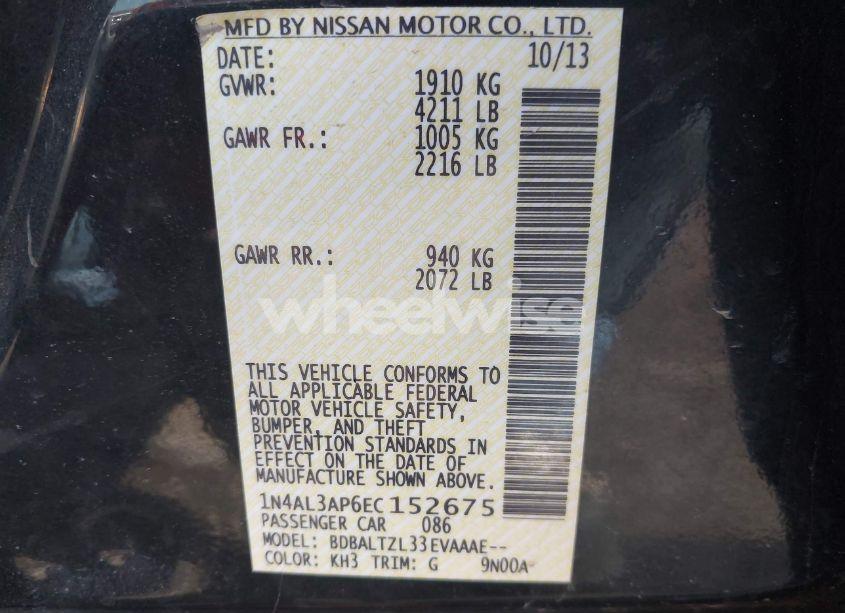 MFD BY NISSAN MOTOR CO., LTD.
DATE: 10/13
GVWR: 1910 KG
4211 LB
GAWR FR.: 1005 KG
2216 LB
GAWR RR.: 940 KG
2072 LB
wheelwise
THIS VEHICLE CONFORMS TO
ALL APPLICABLE FEDERAL
MOTOR VEHICLE SAFETY,
BUMPER, AND THEFT
PREVENTION STANDARDS IN
EFFECT ON THE DATE OF
MANUFACTURE SHOWN ABOVE.
1N4AL3AP6EC152675
PASSENGER CAR 086
MODEL: BDBALTZL33EVAAAE--
COLOR: KH3 TRIM: G 9N00A-